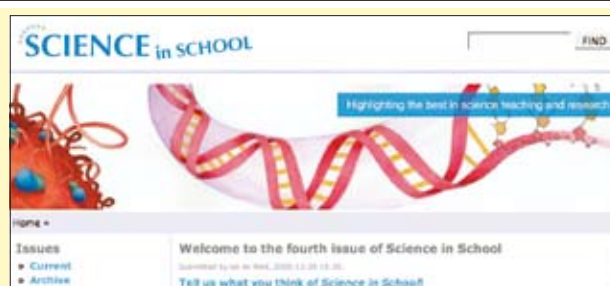 SCIENCE in SCHOOL
FIND
Highlighting the best in science teaching and research
Home »
Issues
Current
Archive
Welcome to the fourth issue of Science in School
Tell us what you think of Science in School!